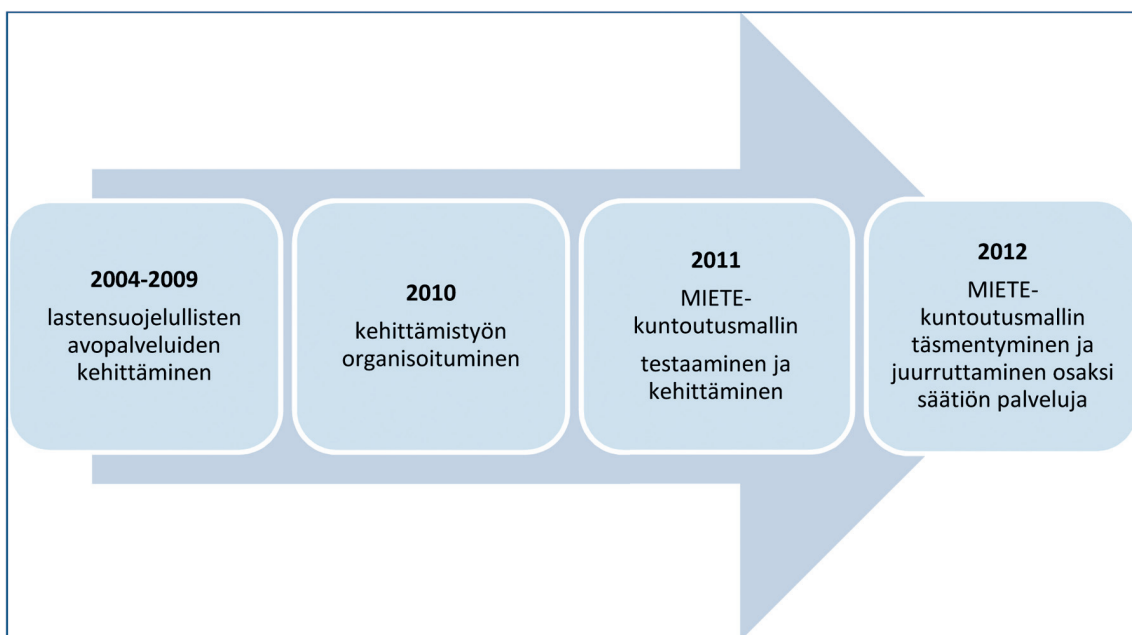 2004-2009
lastensuojelullisten
avopalveluiden
kehittäminen
2010
kehittämistyön
organisoituminen
2011
MIETE-
kuntoutusmallin
testaaminen ja
kehittäminen
2012
MIETE-
kuntoutusmallin
täsmentyminen ja
juurruttaminen osaksi
säätiön palveluja